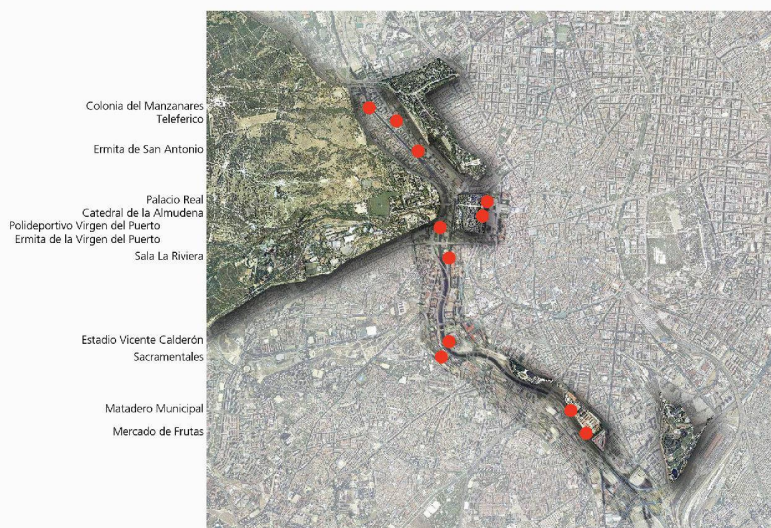 Colonia del Manzanares
Teleferico
Ermita de San Antonio
Palacio Real
Catedral de la Almudena
Polideportivo Virgen del Puerto
Ermita de la Virgen del Puerto
Sala La Riviera
Estadio Vicente Calderón
Sacramentales
Matadero Municipal
Mercado de Frutas